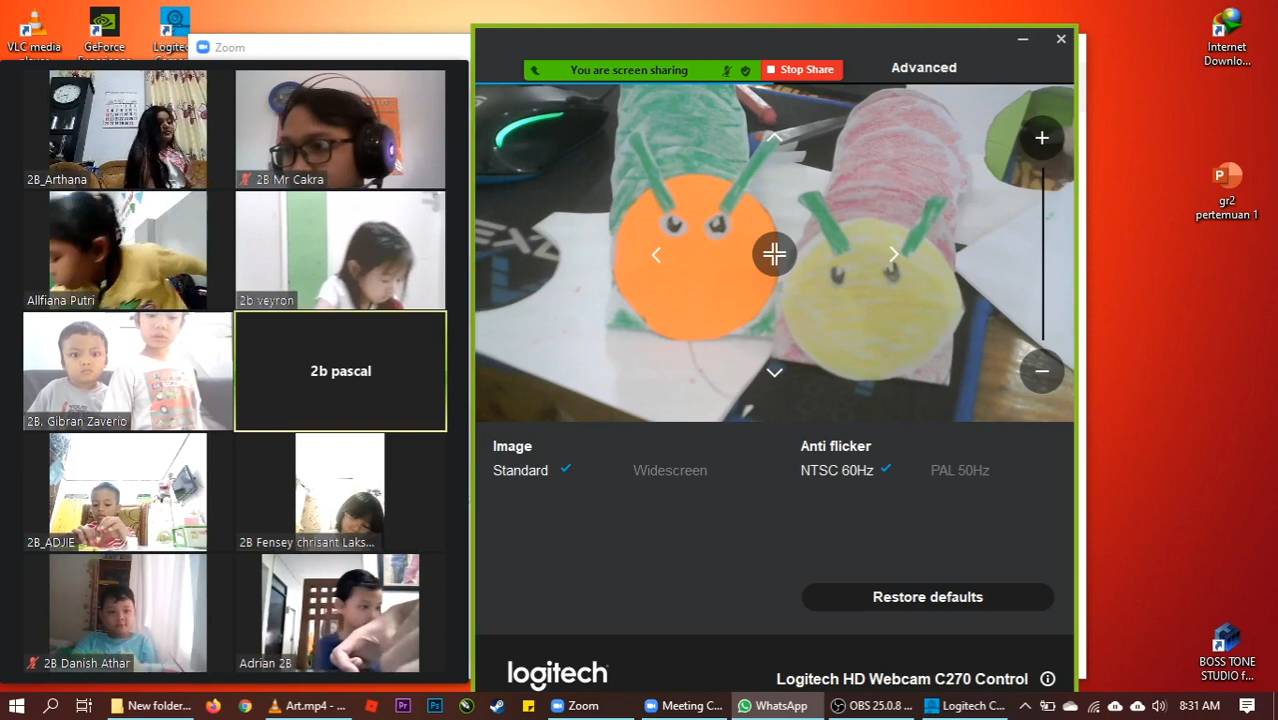 VLC media
GeForce
Logitec
Zoom
You are screen sharing
Stop Share
Advanced
Internet
Downlo...
gr2
pertemuan 1
2B_Arthana
2B Mr Cakra
Allfiana Putri
2b veyron
2B. Gibran Zaverio
2b pascal
2B_ADJIE
2B Fensey chrisant Laks...
2B Danish Athar
Adrian 2B
Image
Standard
Widescreen
Anti flicker
NTSC 60Hz
PAL 50Hz
Restore defaults
logitech
Logitech HD Webcam C270 Control
BOSS TONE
STUDIO f...
New folder...
Art.mp4 - ...
Pr
Ps
Zoom
Meeting C...
WhatsApp
OBS 25.0.8 ...
Logitech C...
8:31 AM